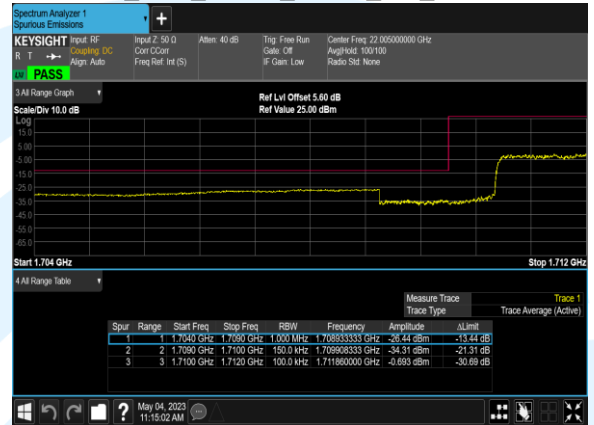 Spectrum Analyzer 1
Spurious Emissions
KEYSIGHT Input: RF Input Z: 50 Ω Atten: 40 dB Trig: Free Run Center Freq: 22.005000000 GHz
R T Coupling: DC Corr CCorr Gate: Off Avg|Hold: 100/100
Align: Auto Freq Ref: Int (S) IF Gain: Low Radio Std: None
PASS
3 All Range Graph
Ref Lvl Offset 5.60 dB
Scale/Div 10.0 dB Ref Value 25.00 dBm
Log
15.0
5.00
-5.00
-15.0
-25.0
-35.0
-45.0
-55.0
-65.0
Start 1.704 GHz Stop 1.712 GHz
4 All Range Table
Measure Trace Trace 1
Trace Type Trace Average (Active)
Spur Range Start Freq Stop Freq RBW Frequency Amplitude ΔLimit
1 1 1.7040 GHz 1.7090 GHz 1.000 MHz 1.708933333 GHz -26.44 dBm -13.44 dB
2 2 1.7090 GHz 1.7100 GHz 150.0 kHz 1.709908333 GHz -34.31 dBm -21.31 dB
3 3 1.7100 GHz 1.7120 GHz 100.0 kHz 1.711860000 GHz -0.693 dBm -30.69 dB
? May 04, 2023
11:15:02 AM